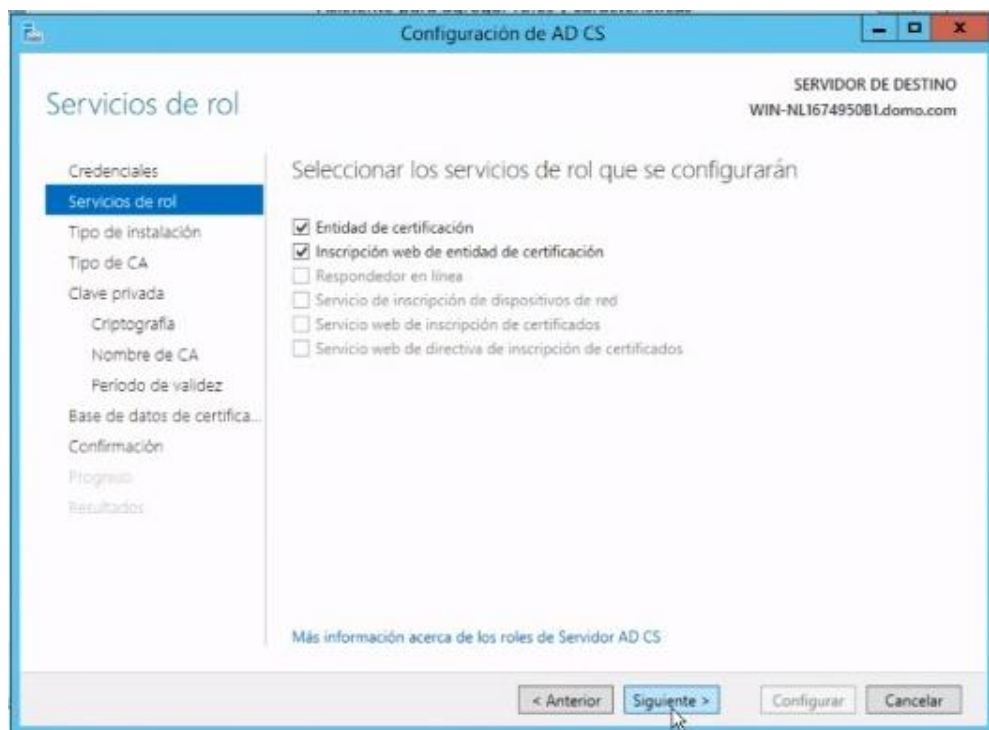 Asistente para agregar roles y características
Configuración de AD CS
Servicios de rol
SERVIDOR DE DESTINO
WIN-NL1674950B1.domo.com
Credenciales
Servicios de rol
Tipo de instalación
Tipo de CA
Clave privada
Criptografía
Nombre de CA
Período de validez
Base de datos de certifica...
Confirmación
Progreso
Resultados
Seleccionar los servicios de rol que se configurarán
Entidad de certificación
Inscripción web de entidad de certificación
Respondedor en línea
Servicio de inscripción de dispositivos de red
Servicio web de inscripción de certificados
Servicio web de directiva de inscripción de certificados
Más información acerca de los roles de Servidor AD CS
< Anterior
Siguiente >
Configurar
Cancelar